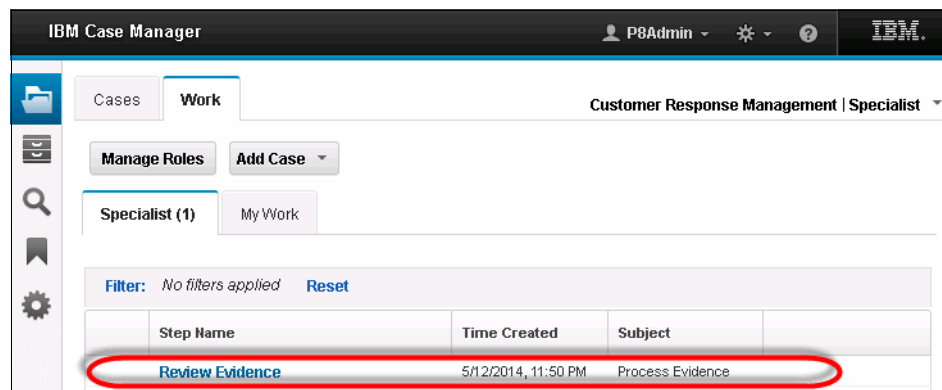 IBM Case Manager P8Admin IBM.
Cases Work Customer Response Management | Specialist
Manage Roles Add Case
Specialist (1) My Work
Filter: No filters applied Reset
Step Name Time Created Subject
Review Evidence 5/12/2014, 11:50 PM Process Evidence